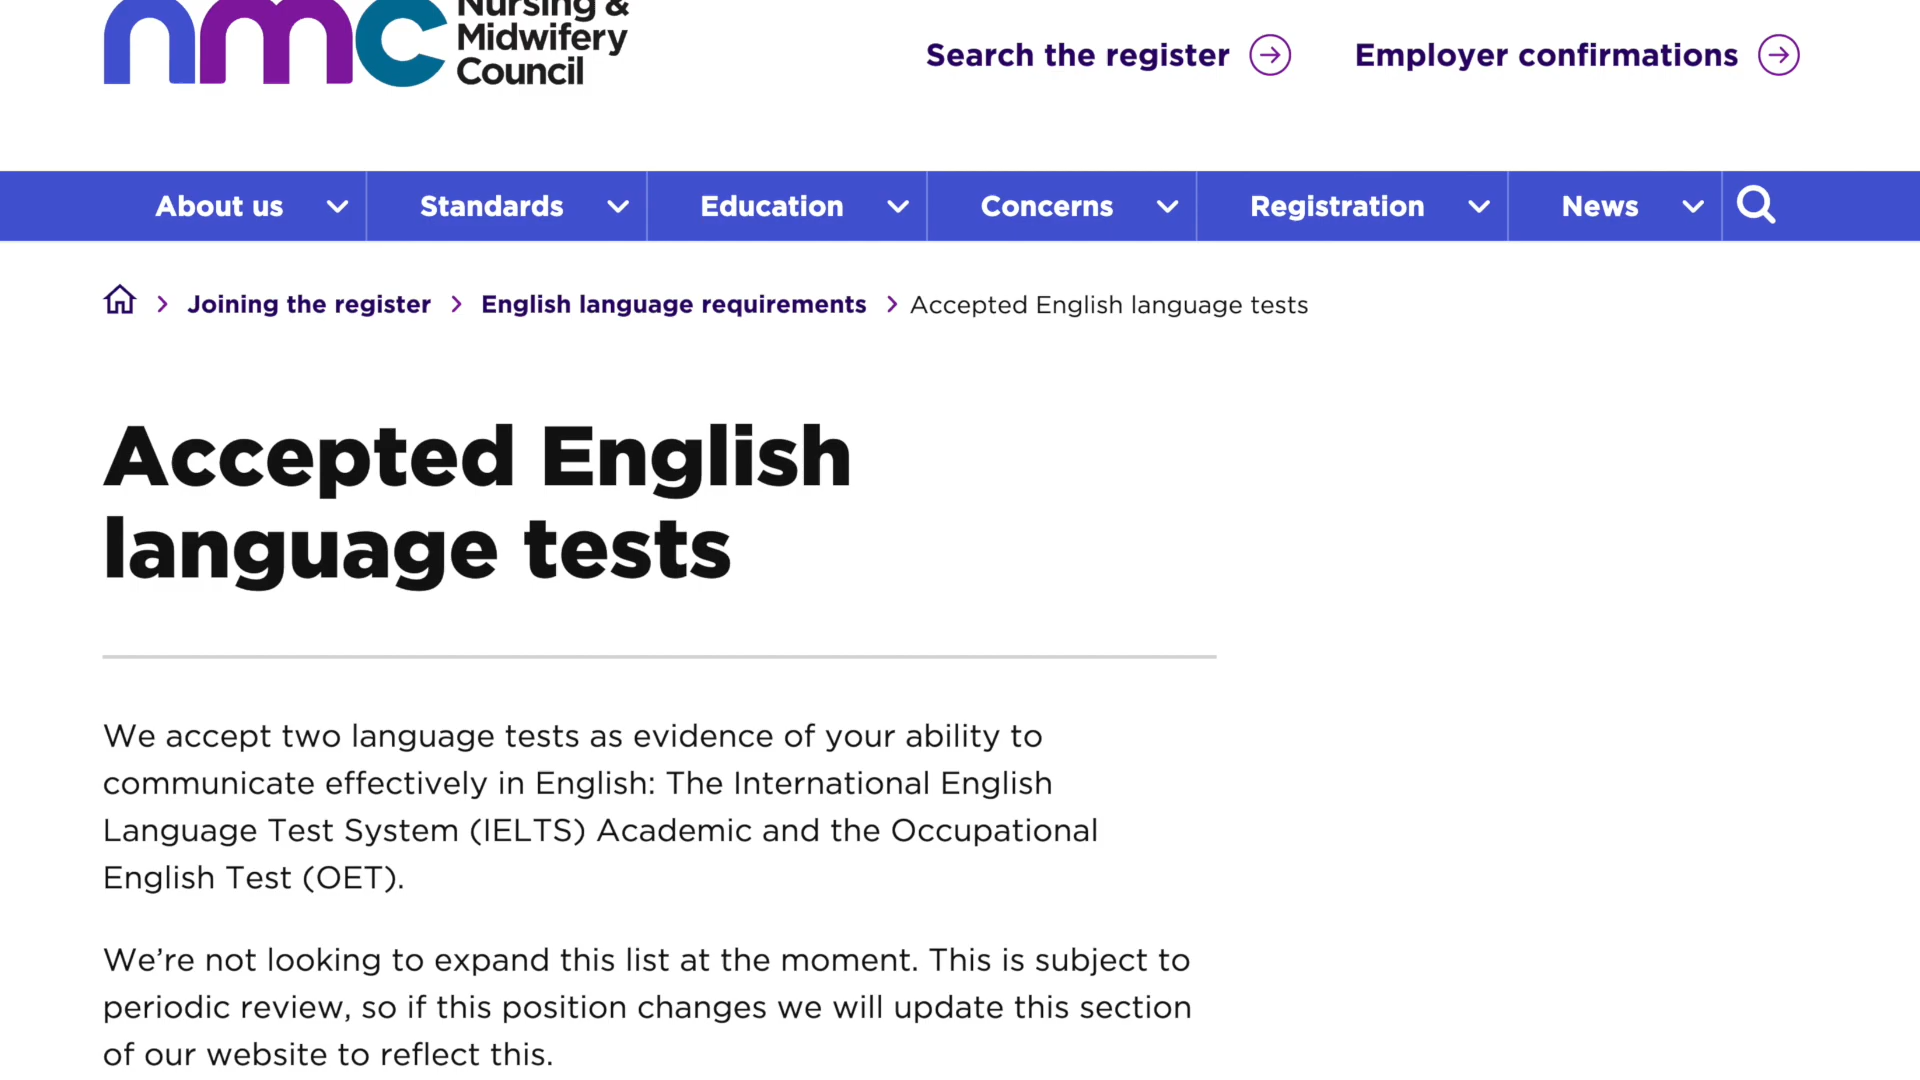 nmc
Nursing &
Midwifery
Council
Search the register
Employer confirmations
About us
Standards
Education
Concerns
Registration
News
Joining the register
English language requirements
Accepted English language tests
Accepted English
language tests
We accept two language tests as evidence of your ability to
communicate effectively in English: The International English
Language Test System (IELTS) Academic and the Occupational
English Test (OET).
We’re not looking to expand this list at the moment. This is subject to
periodic review, so if this position changes we will update this section
of our website to reflect this.